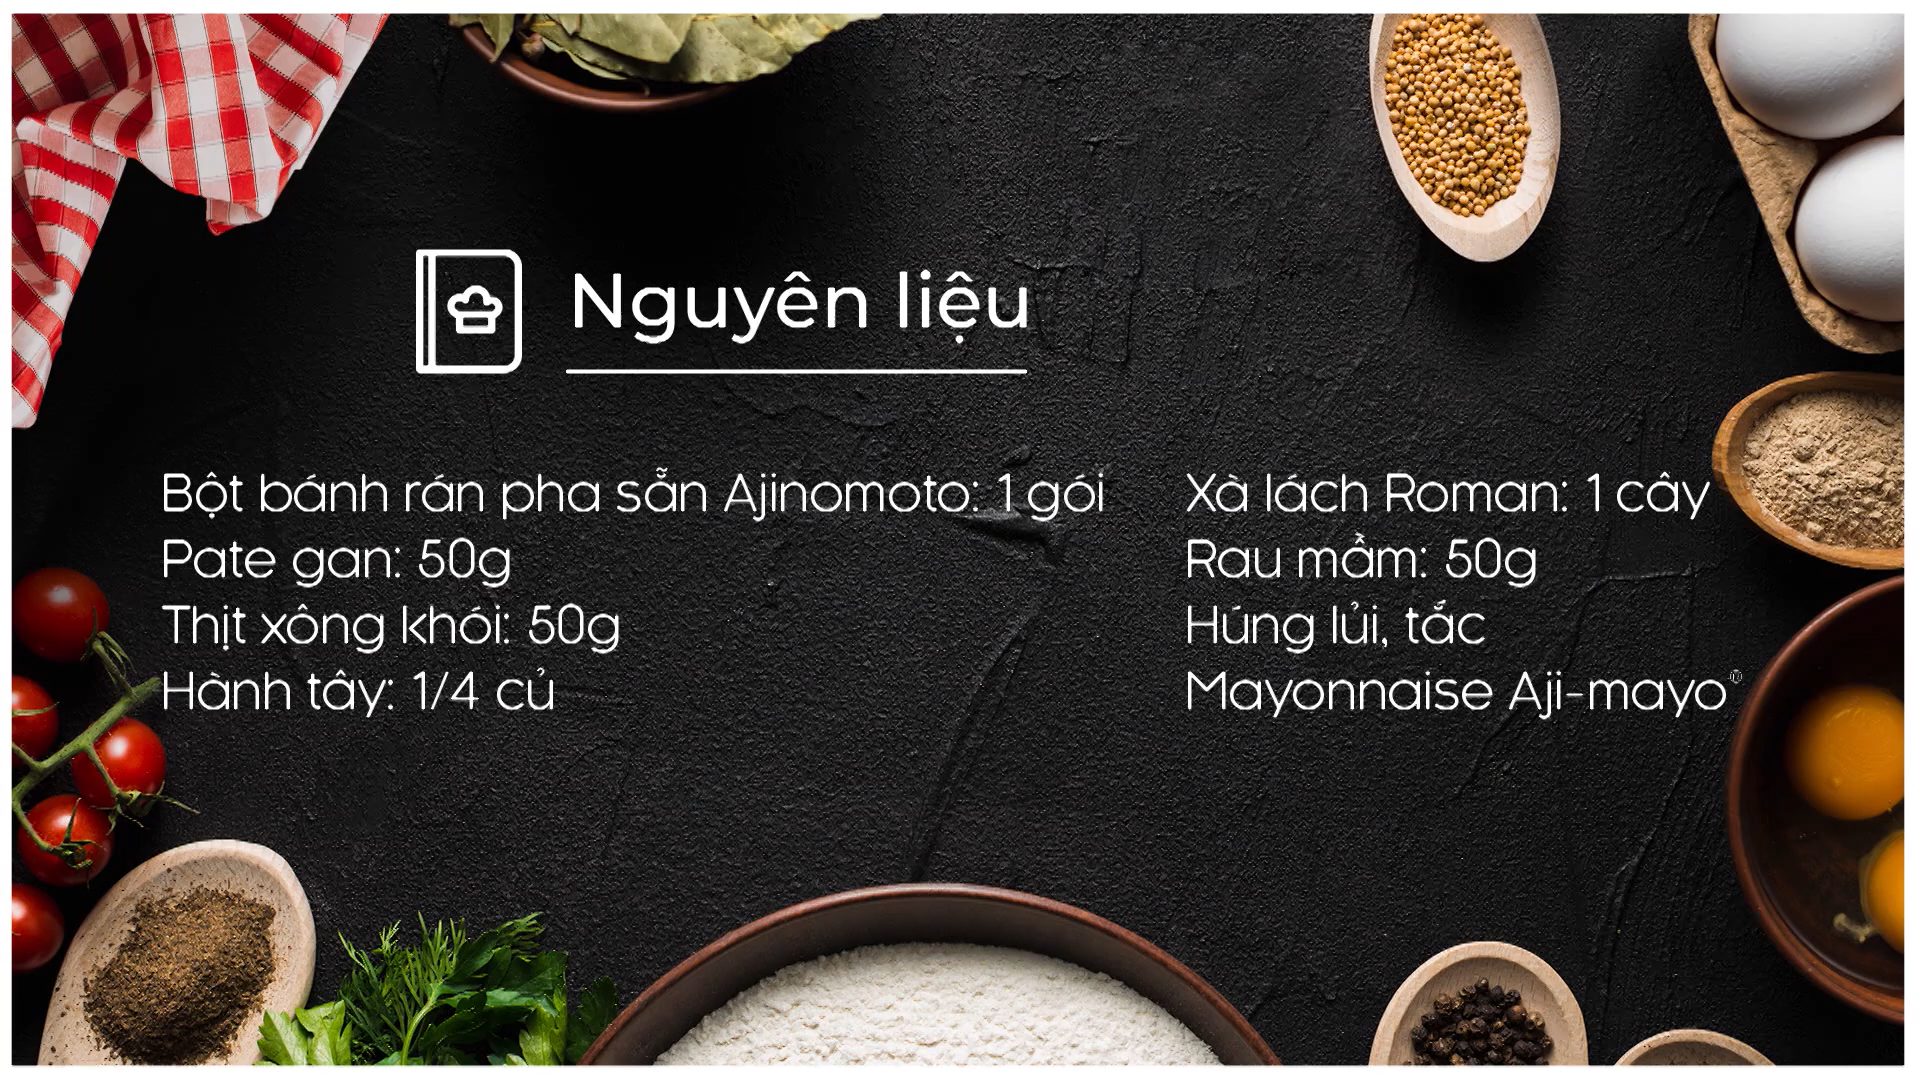 Nguyên liệu
Bột bánh rán pha sẵn Ajinomoto: 1 gói
Pate gan: 50g
Thịt xông khói: 50g
Hành tây: 1/4 củ
Xà lách Roman: 1 cây
Rau mầm: 50g
Húng lủi, tắc
Mayonnaise Aji-mayo®